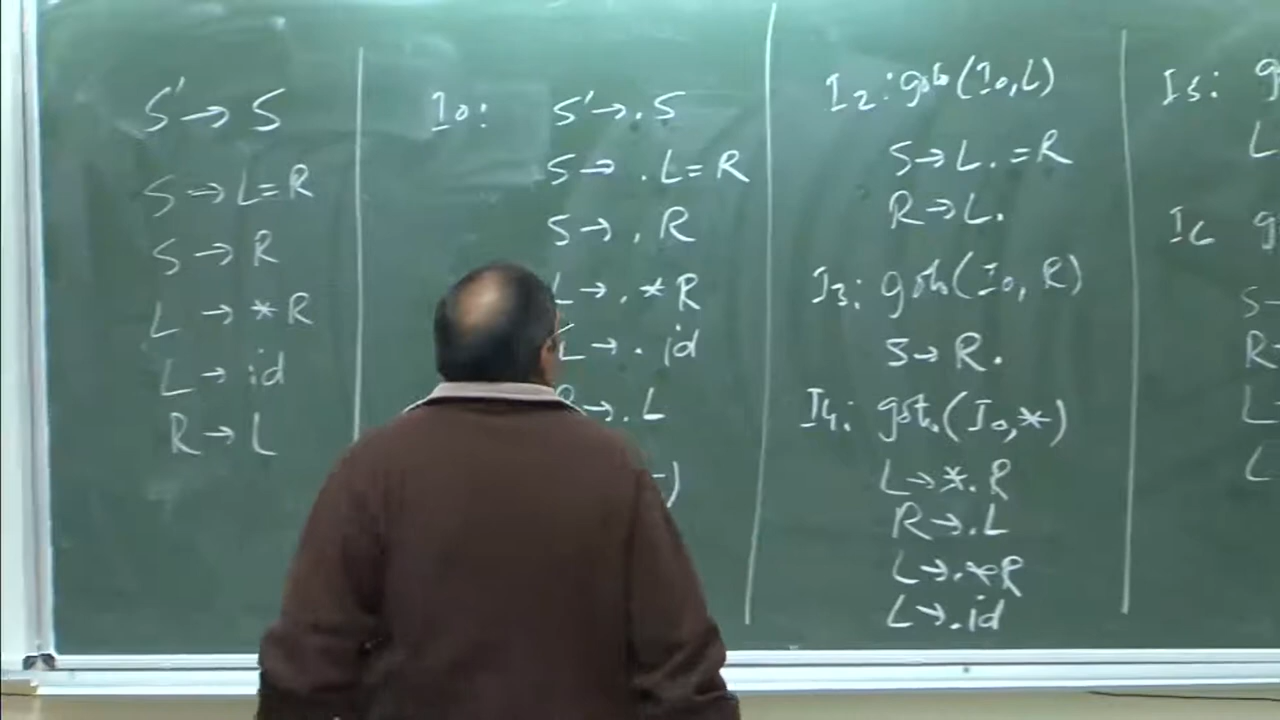 S' → S
S → L = R
S → R
L → * R
L → id
R → L
I0: S' → . S
S → . L = R
S → . R
L → . * R
L → . id
R → . L
)
I2: goto(I0, L)
S → L . = R
R → L .
I3: goto(I0, R)
S → R .
I4: goto(I0, *)
L → * . R
R → . L
L → . * R
L → . id
I5: g
L
I6 g
S →
R →
L →
L